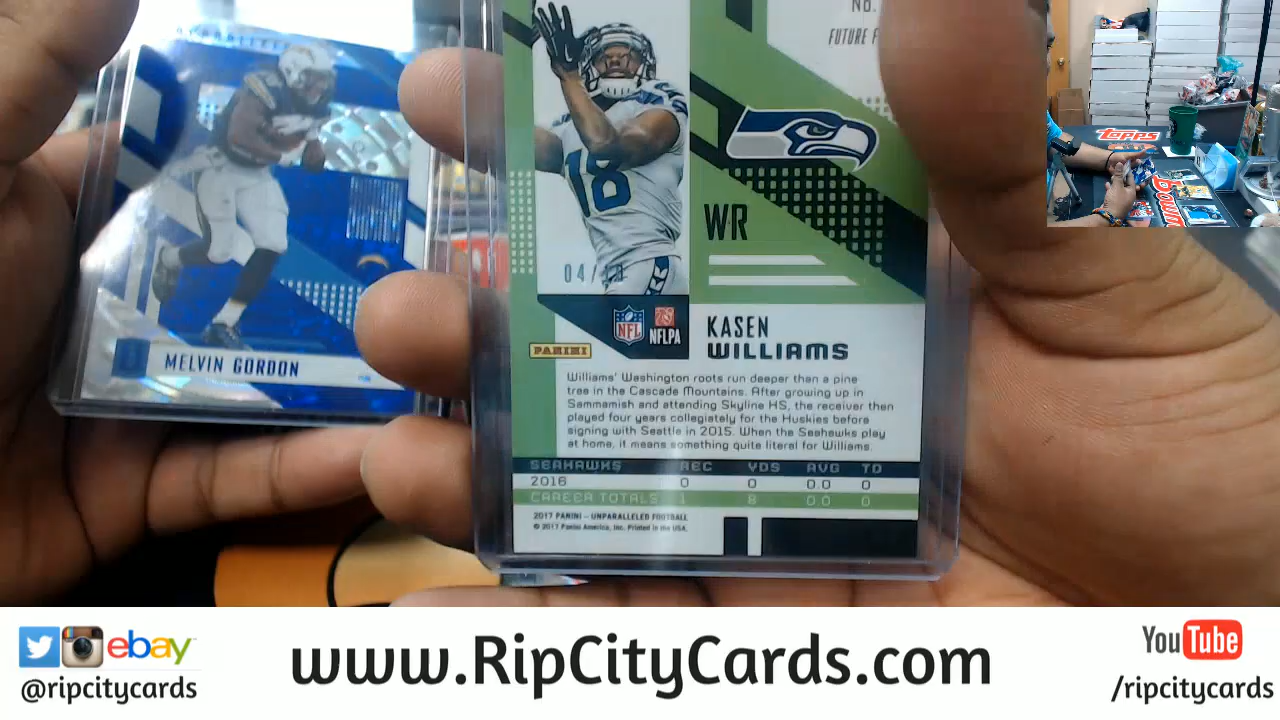 No.
FUTURE F
18
WR
04/10
NFL
NFLPA
PANINI
KASEN
WILLIAMS
Williams' Washington roots run deeper than a pine
tree in the Cascade Mountains. After growing up in
Sammamish and attending Skyline HS, the receiver then
played four years collegiately for the Huskies before
signing with Seattle in 2015. When the Seahawks play
at home, it means something quite literal for Williams.
SEAHAWKS REC YDS AVG TD
2016 0 0 0.0 0
CAREER TOTALS 1 8 0.0 0
2017 PANINI – UNPARALLELED FOOTBALL
© 2017 Panini America, Inc. Printed in the USA.
MELVIN GORDON
TOPPS
Bowm
ebay
@ripcitycards
www.RipCityCards.com
YouTube
/ripcitycards